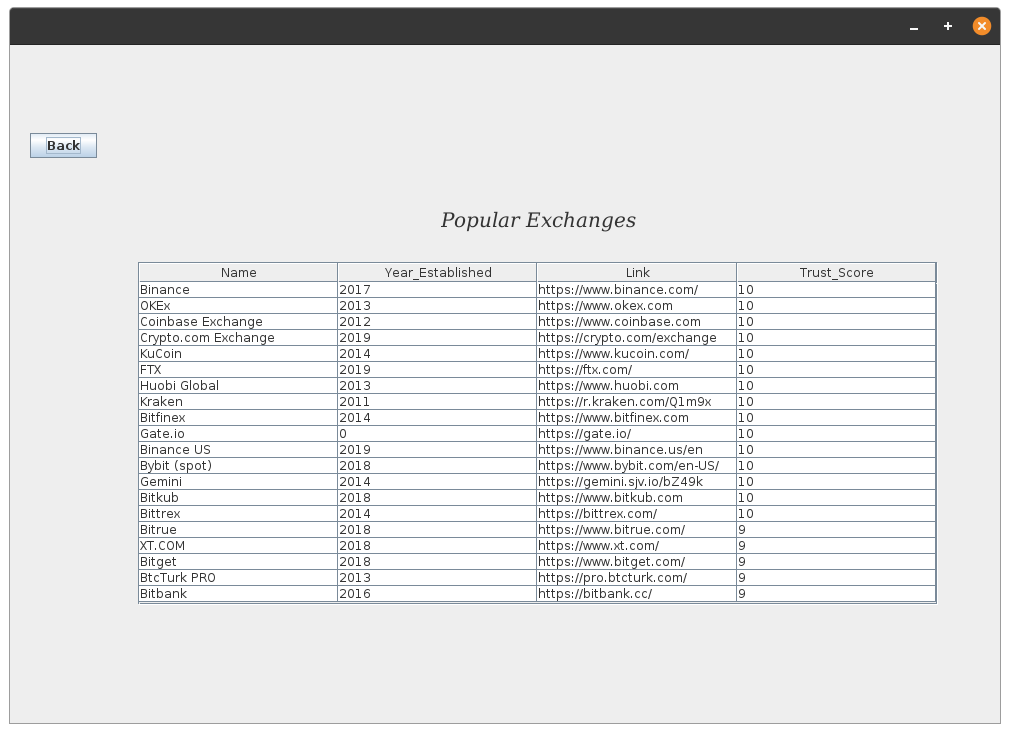 Back
Popular Exchanges
Name Year_Established Link Trust_Score
Binance 2017 https://www.binance.com/ 10
OKEx 2013 https://www.okex.com 10
Coinbase Exchange 2012 https://www.coinbase.com 10
Crypto.com Exchange 2019 https://crypto.com/exchange 10
KuCoin 2014 https://www.kucoin.com/ 10
FTX 2019 https://ftx.com/ 10
Huobi Global 2013 https://www.huobi.com 10
Kraken 2011 https://r.kraken.com/Q1m9x 10
Bitfinex 2014 https://www.bitfinex.com 10
Gate.io 0 https://gate.io/ 10
Binance US 2019 https://www.binance.us/en 10
Bybit (spot) 2018 https://www.bybit.com/en-US/ 10
Gemini 2014 https://gemini.sjv.io/bZ49k 10
Bitkub 2018 https://www.bitkub.com 10
Bittrex 2014 https://bittrex.com/ 10
Bitrue 2018 https://www.bitrue.com/ 9
XT.COM 2018 https://www.xt.com/ 9
Bitget 2018 https://www.bitget.com/ 9
BtcTurk PRO 2013 https://pro.btcturk.com/ 9
Bitbank 2016 https://bitbank.cc/ 9